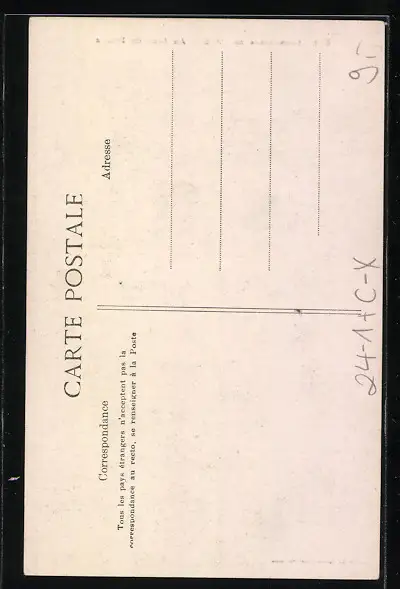 CARTE POSTALE
Correspondance
Adresse
Tous les pays étrangers n'acceptent pas la
correspondance au recto, se renseigner à la Poste
24-1+C-X